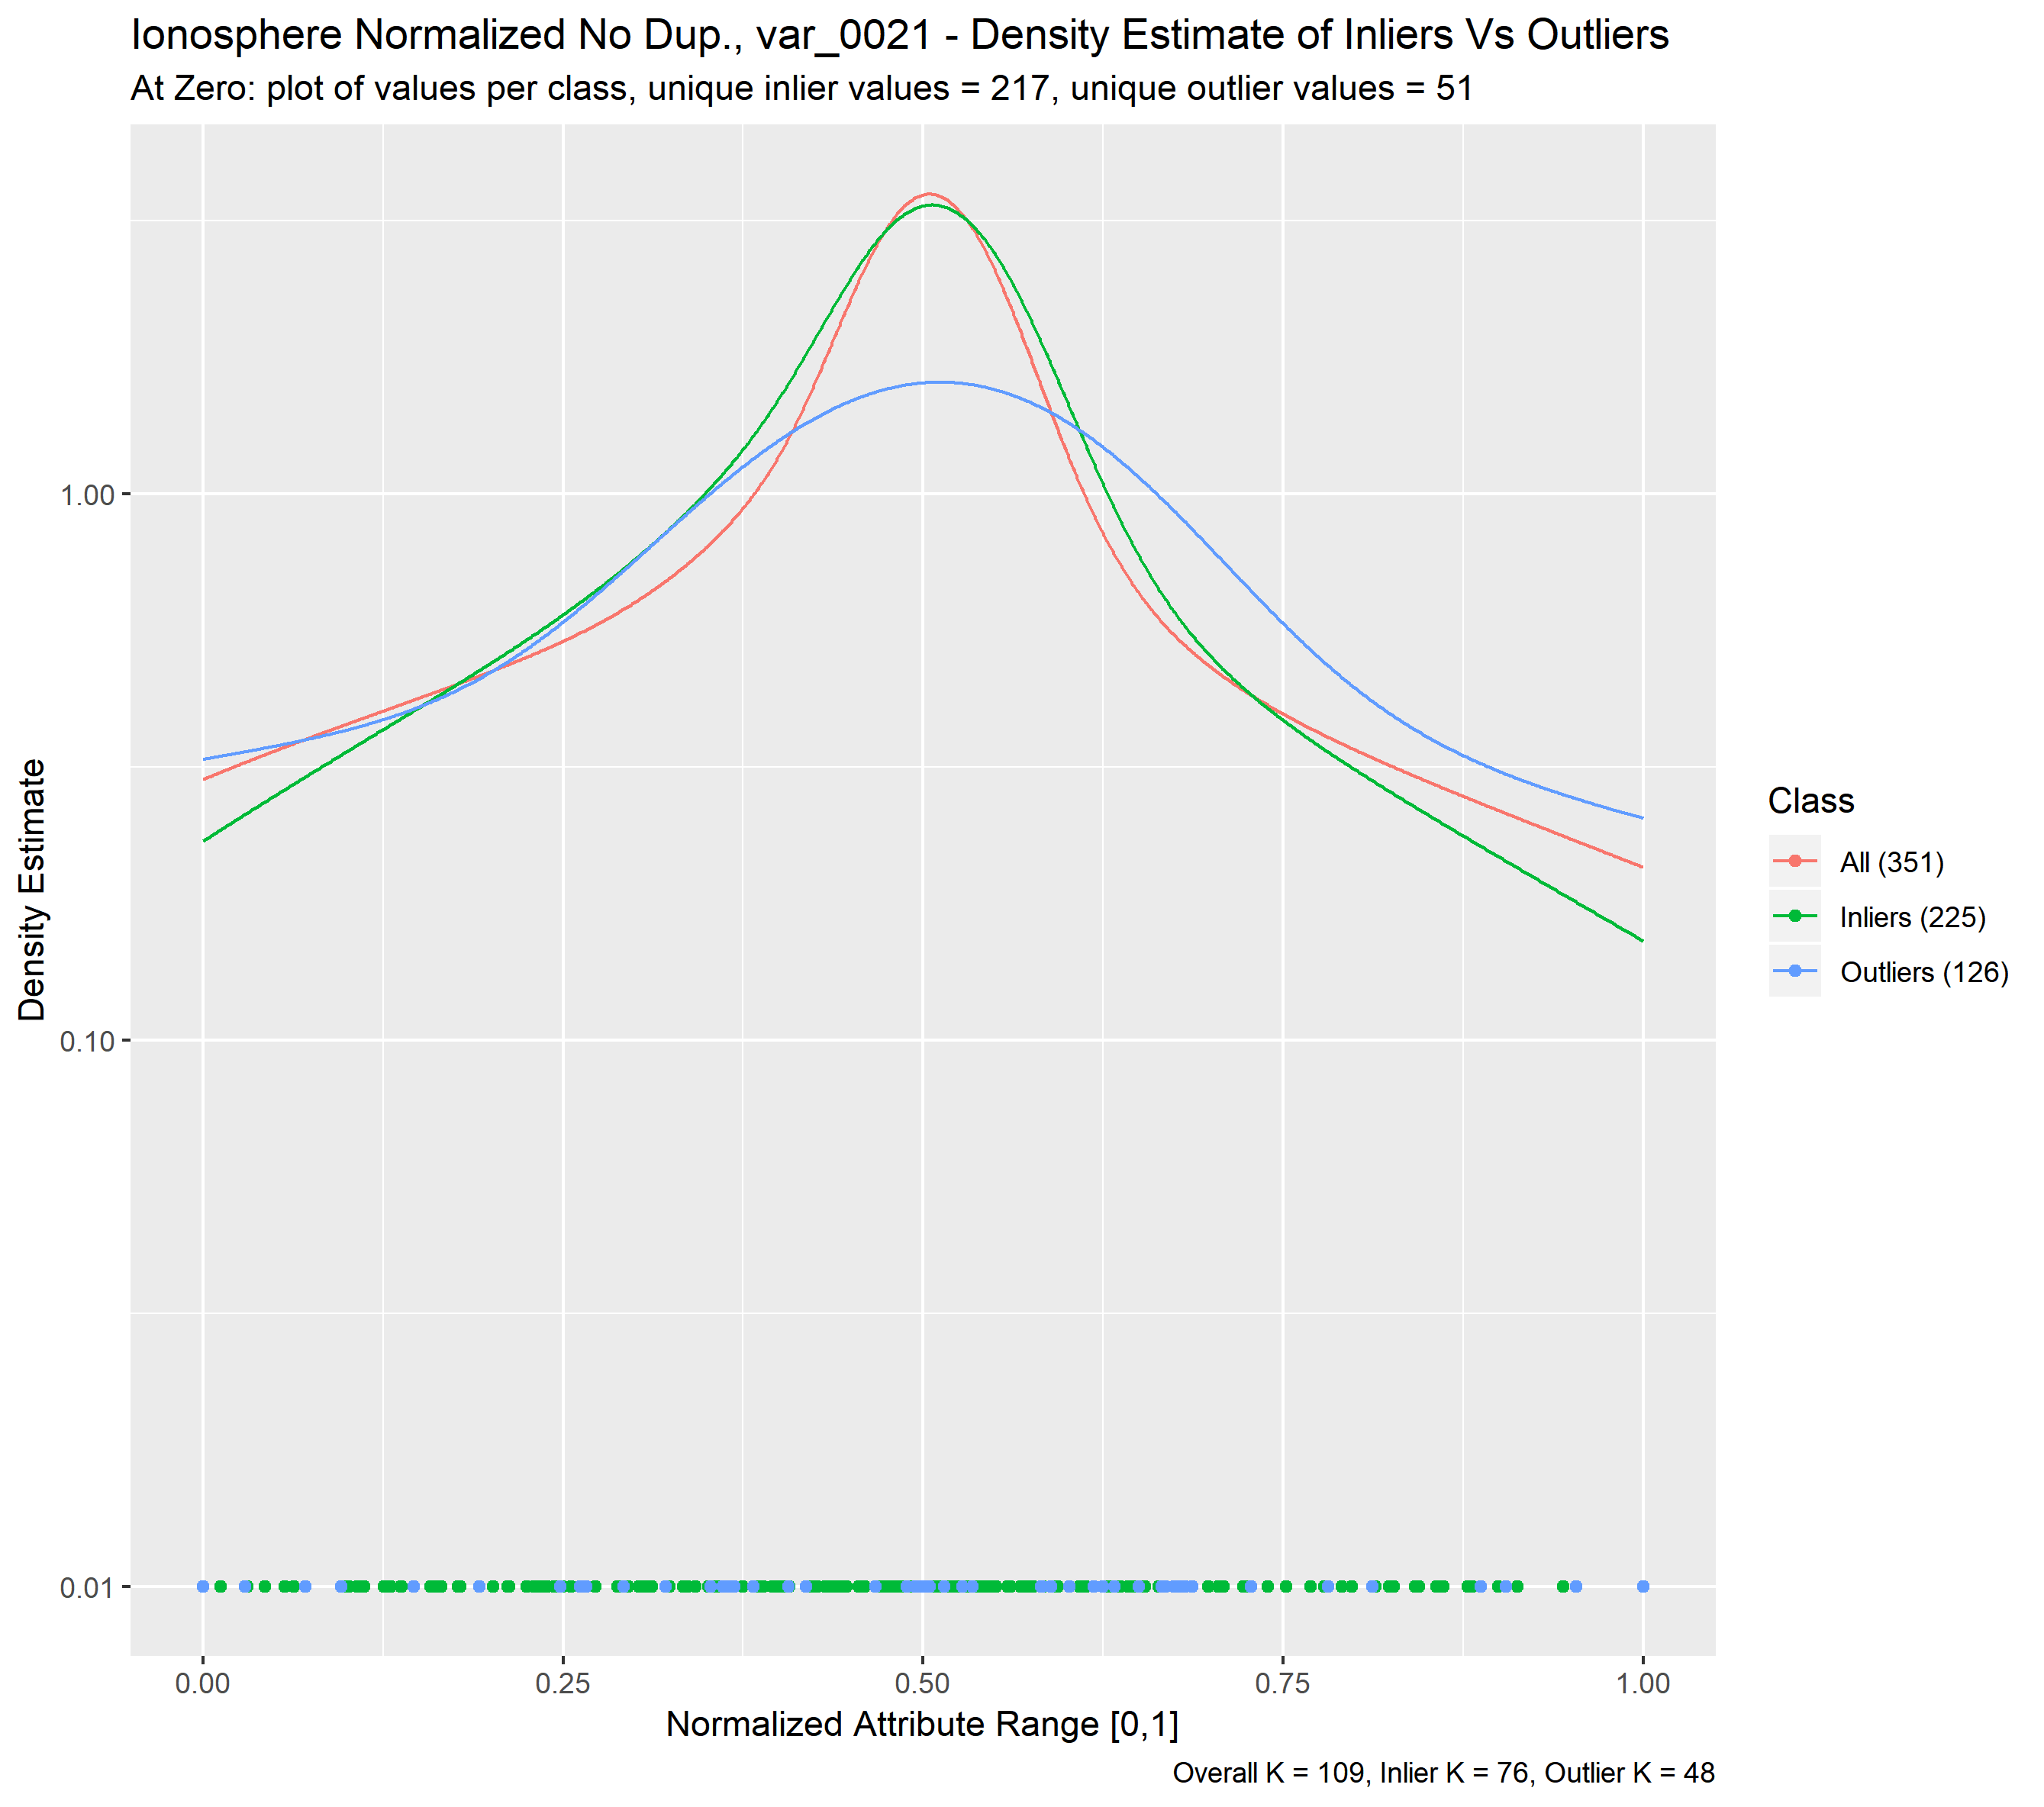 Ionosphere Normalized No Dup., var_0021 - Density Estimate of Inliers Vs Outliers
At Zero: plot of values per class, unique inlier values = 217, unique outlier values = 51
Density Estimate
1.00
0.10
0.01
0.00
0.25
0.50
0.75
1.00
Normalized Attribute Range [0,1]
Class
All (351)
Inliers (225)
Outliers (126)
Overall K = 109, Inlier K = 76, Outlier K = 48